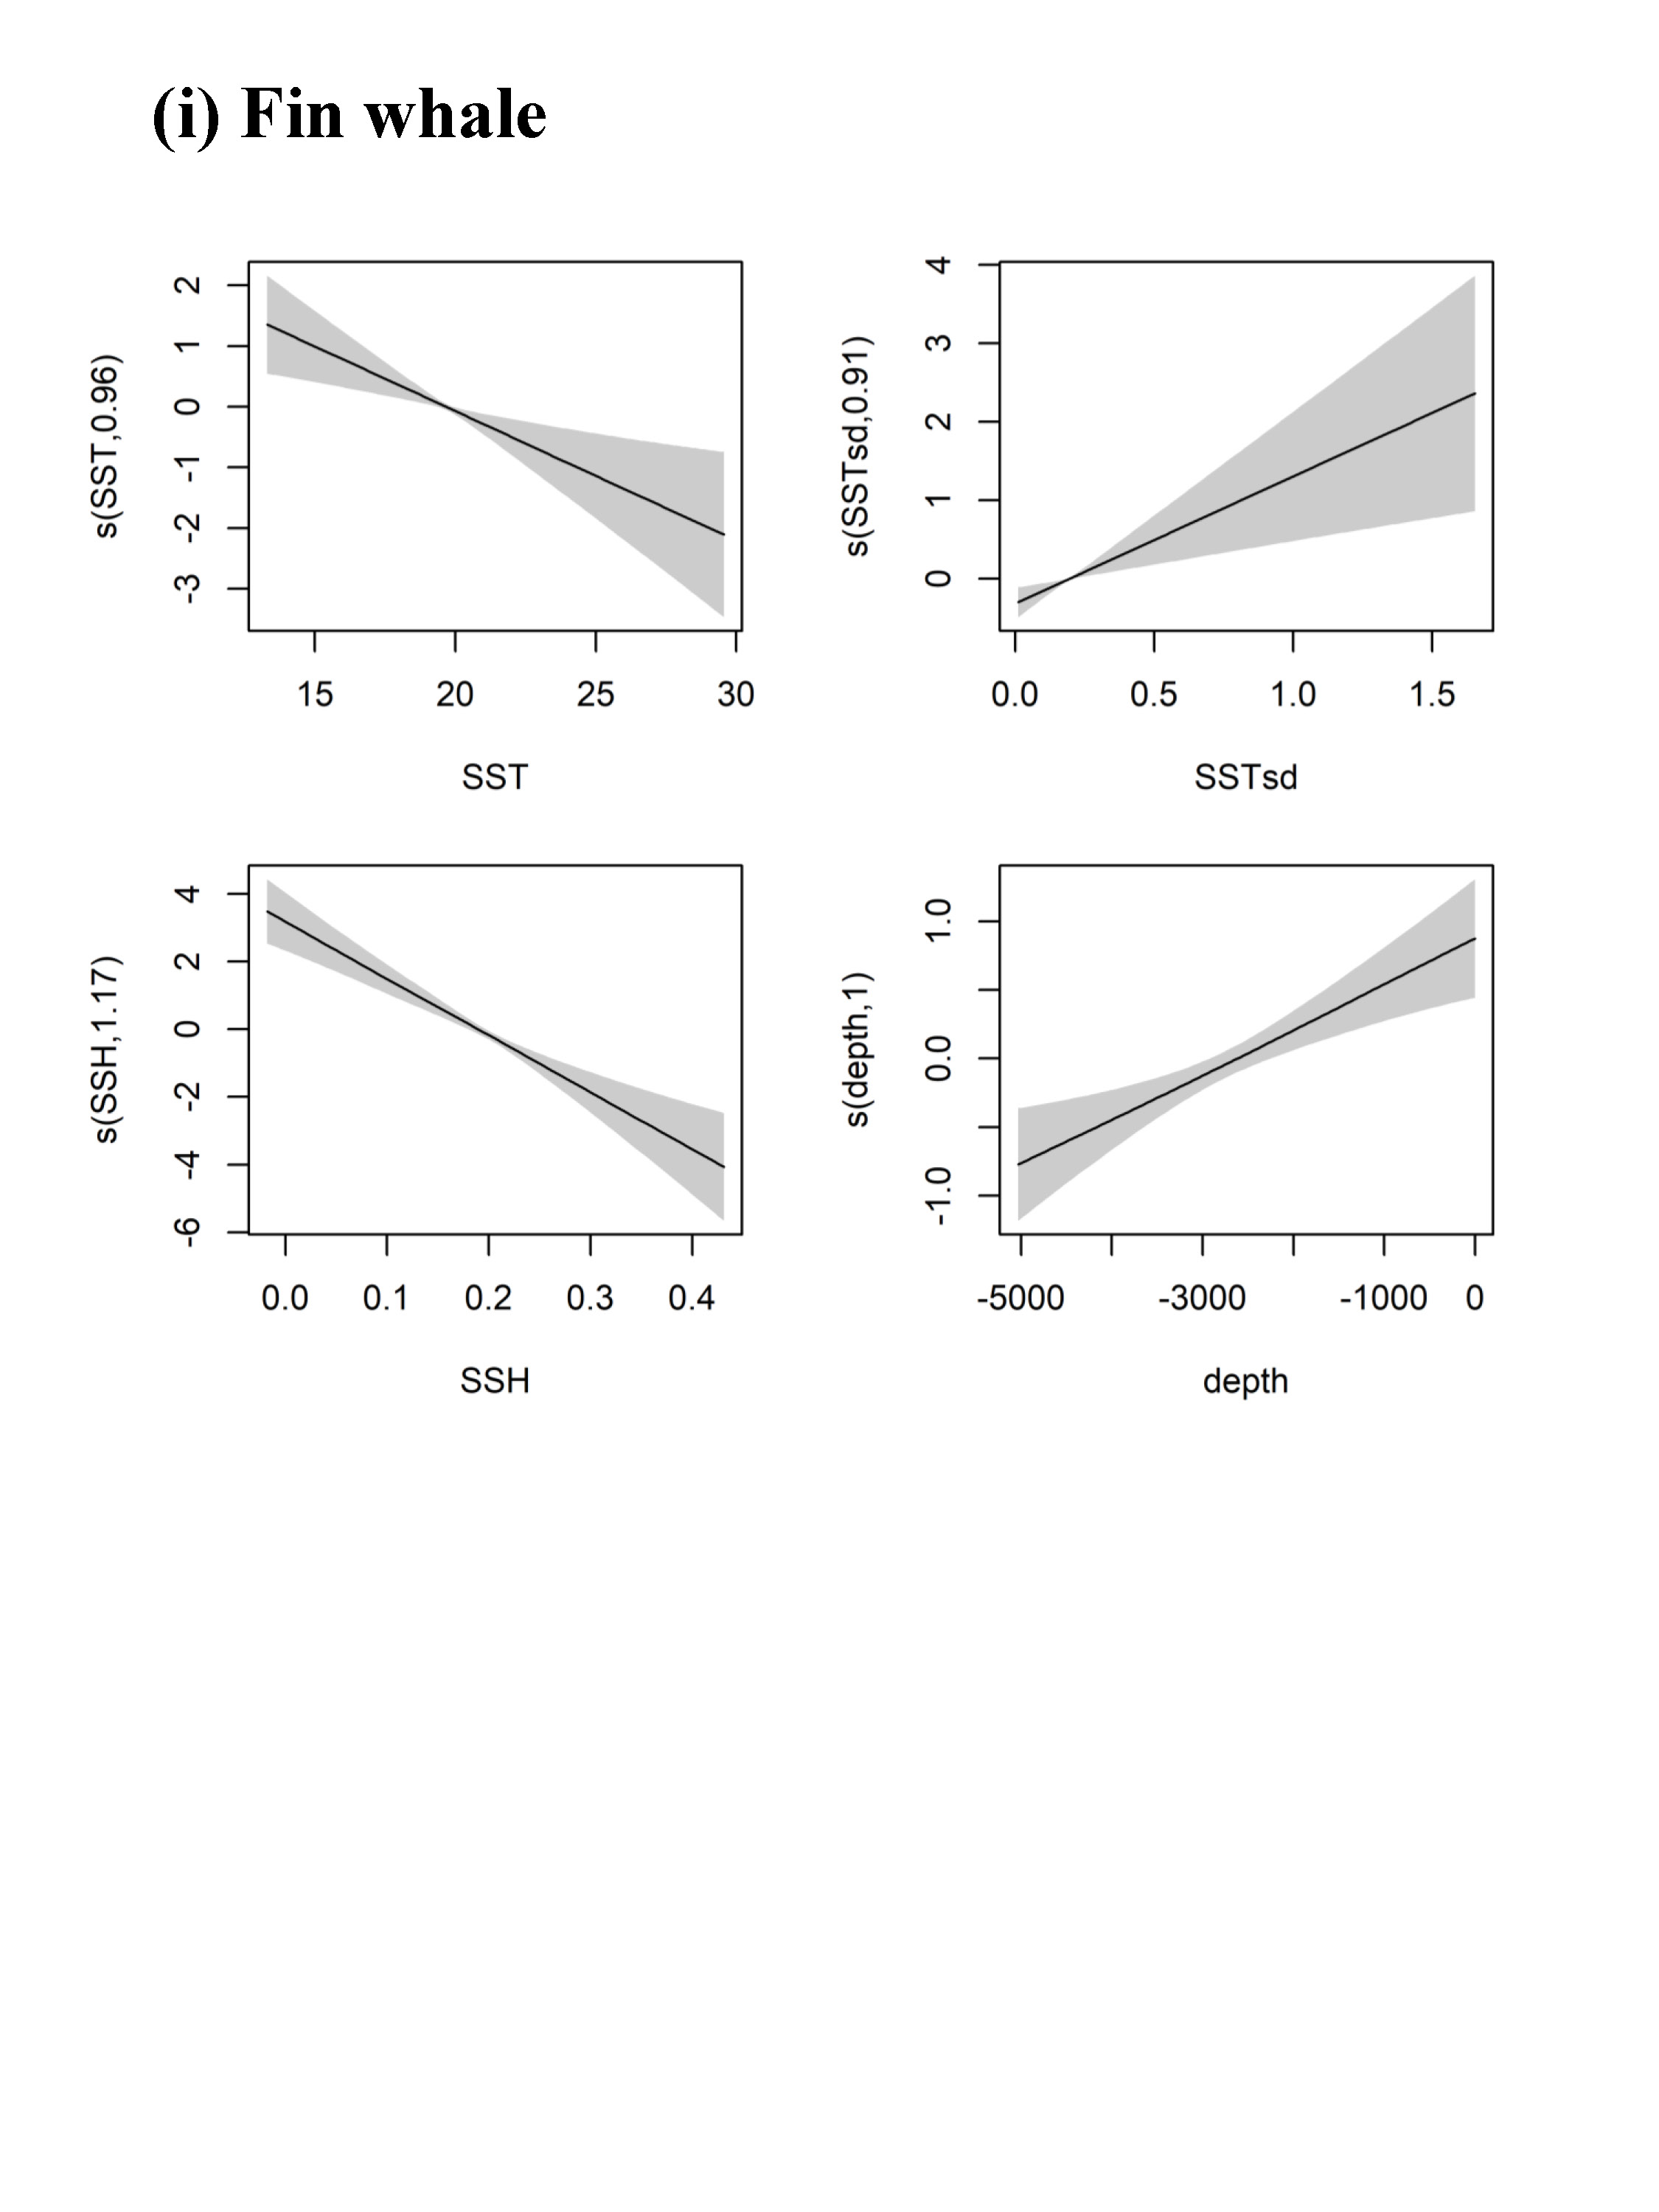 (i) Fin whale
s(SST,0.96)
2
1
0
-1
-2
-3
15 20 25 30
SST
s(SSTsd,0.91)
4
3
2
1
0
0.0 0.5 1.0 1.5
SSTsd
s(SSH,1.17)
4
2
0
-2
-4
-6
0.0 0.1 0.2 0.3 0.4
SSH
s(depth,1)
1.0
0.0
-1.0
-5000 -3000 -1000 0
depth